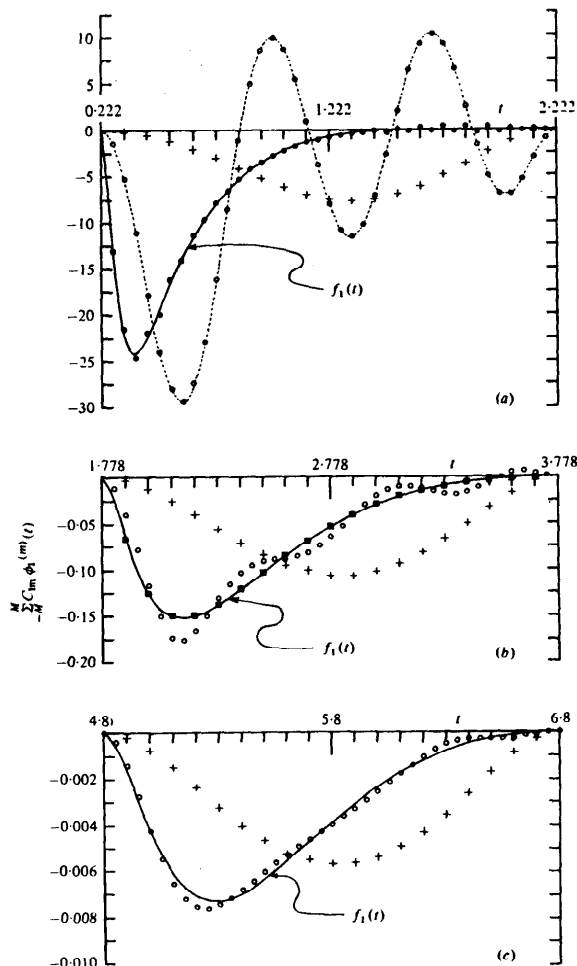 10
5
0·222
1·222
t
2·222
0
−5
−10
−15
f₁(t)
−20
−25
−30
(a)
1·778
2·778
t
3·778
−0·05
−0·10
−0·15
−0·20
M
Σ C₁ₘ ϕ₁⁽ᵐ⁾(t)
−M
f₁(t)
(b)
4·8
5·8
t
6·8
−0·002
−0·004
−0·006
−0·008
−0·010
f₁(t)
(c)